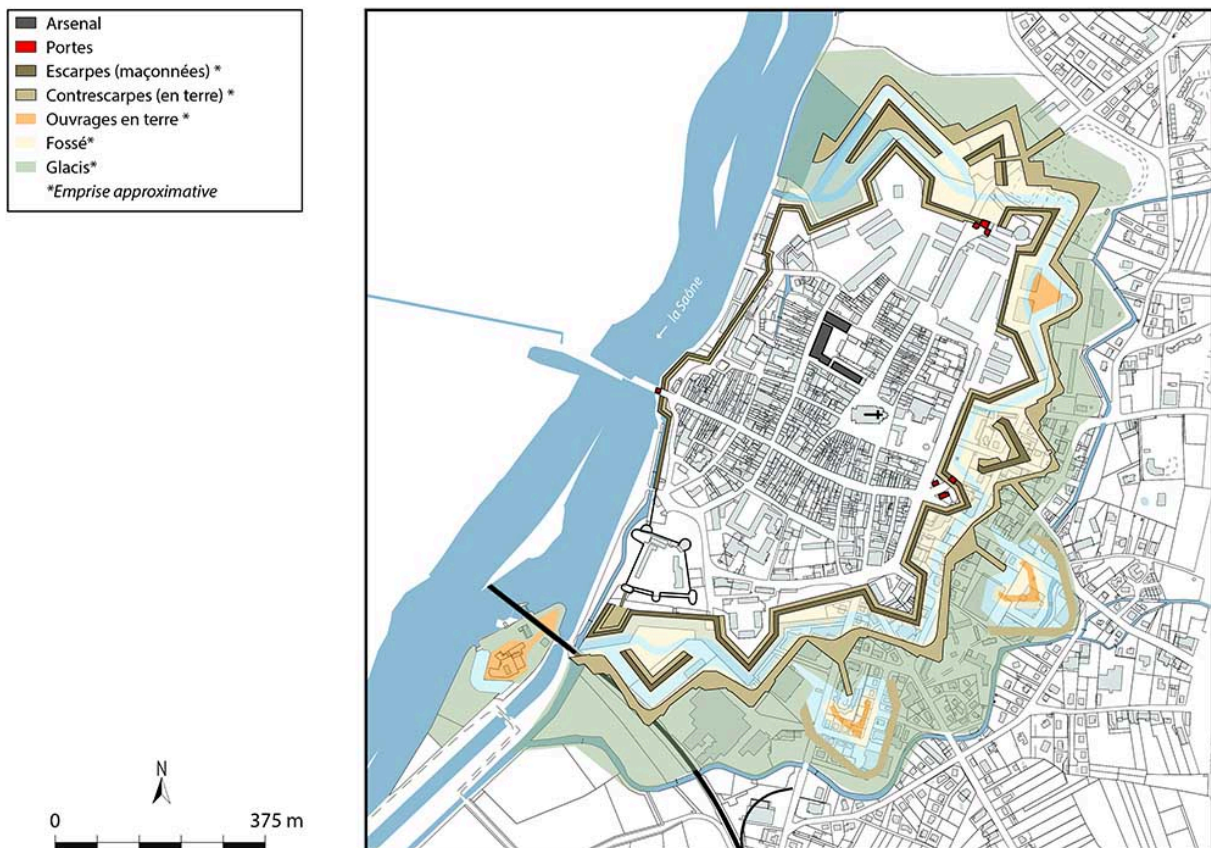 Arsenal
Portes
Escarpes (maçonnées) *
Contrescarpes (en terre) *
Ouvrages en terre *
Fossé*
Glacis*
*Emprise approximative
← la Saône
N
0 375 m